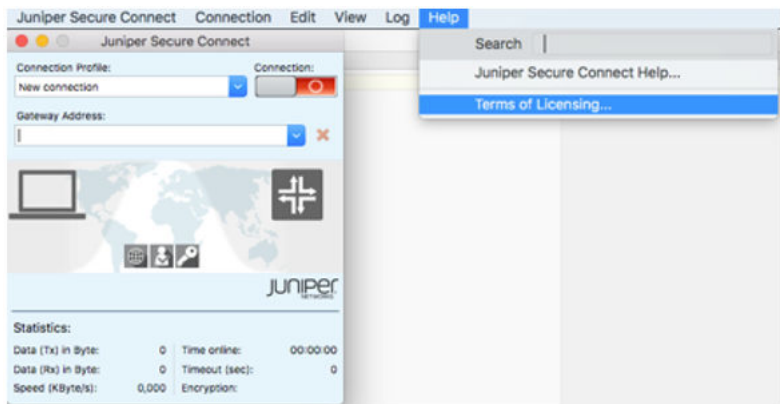 Juniper Secure Connect Connection Edit View Log Help
Juniper Secure Connect
Search
Juniper Secure Connect Help...
Terms of Licensing...
Connection Profile: Connection:
New connection
Gateway Address:
JUNIPER
NETWORKS
Statistics:
Data (Tx) in Byte: 0 Time online: 00:00:00
Data (Rx) in Byte: 0 Timeout (sec): 0
Speed (KByte/s): 0,000 Encryption: